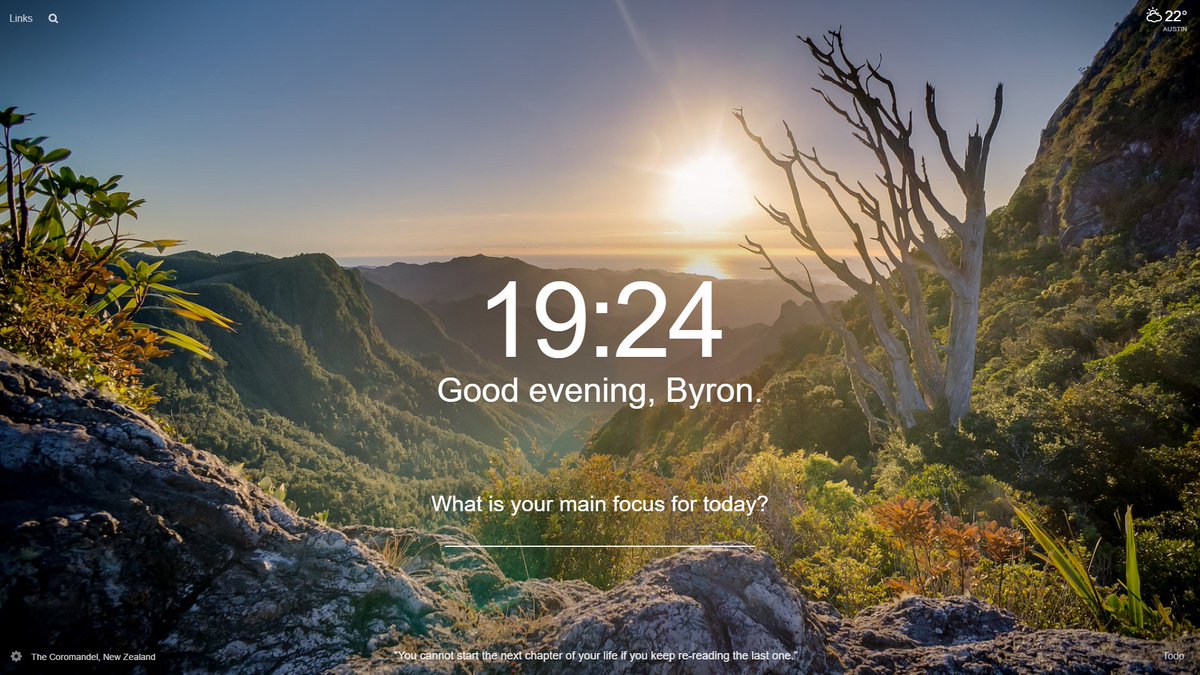 Links
22°
AUSTIN
19:24
Good evening, Byron.
What is your main focus for today?
The Coromandel, New Zealand
"You cannot start the next chapter of your life if you keep re-reading the last one."
Todo